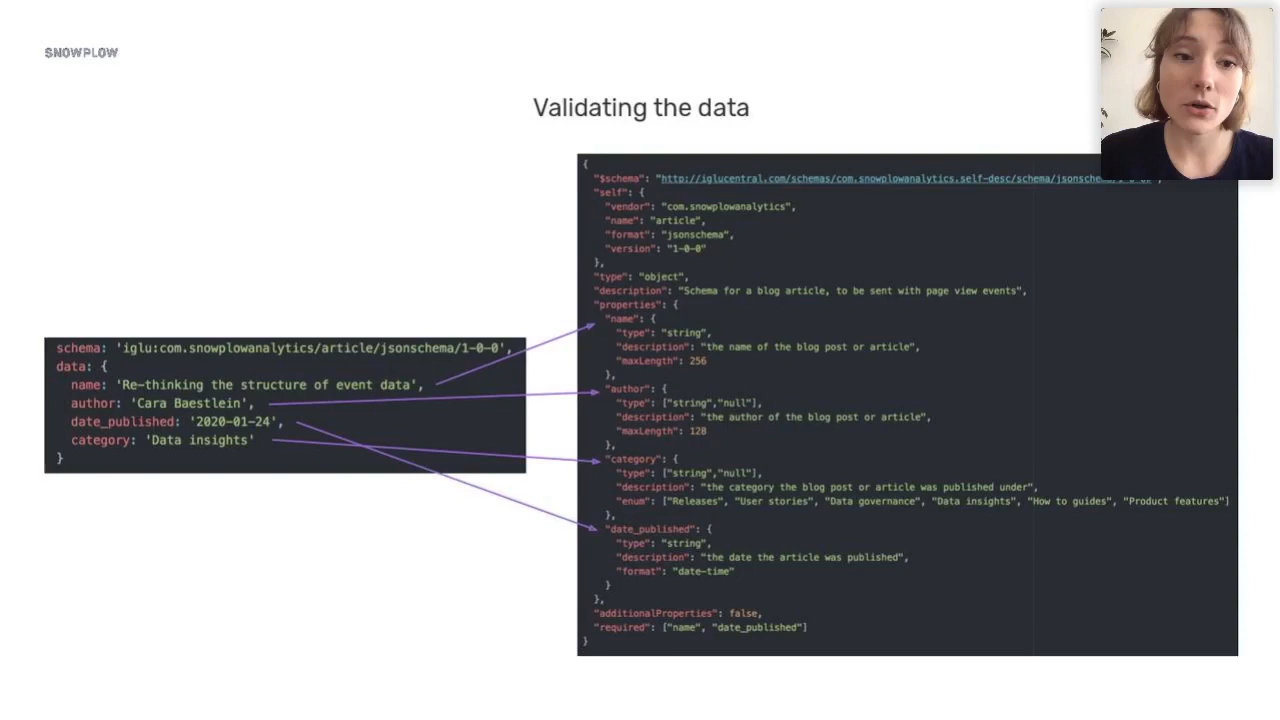 SNOWPLOW
Validating the data
schema: 'iglu:com.snowplowanalytics/article/jsonschema/1-0-0',
data: {
name: 'Re-thinking the structure of event data',
author: 'Cara Baestlein',
date_published: '2020-01-24',
category: 'Data insights'
}
{
"$schema": "http://iglucentral.com/schemas/com.snowplowanalytics.self-desc/schema/jsonschema/1-0-0#",
"self": {
"vendor": "com.snowplowanalytics",
"name": "article",
"format": "jsonschema",
"version": "1-0-0"
},
"type": "object",
"description": "Schema for a blog article, to be sent with page view events",
"properties": {
"name": {
"type": "string",
"description": "the name of the blog post or article",
"maxLength": 256
},
"author": {
"type": ["string","null"],
"description": "the author of the blog post or article",
"maxLength": 128
},
"category": {
"type": ["string","null"],
"description": "the category the blog post or article was published under",
"enum": ["Releases", "User stories", "Data governance", "Data insights", "How to guides", "Product features"]
},
"date_published": {
"type": "string",
"description": "the date the article was published",
"format": "date-time"
}
},
"additionalProperties": false,
"required": ["name", "date_published"]
}